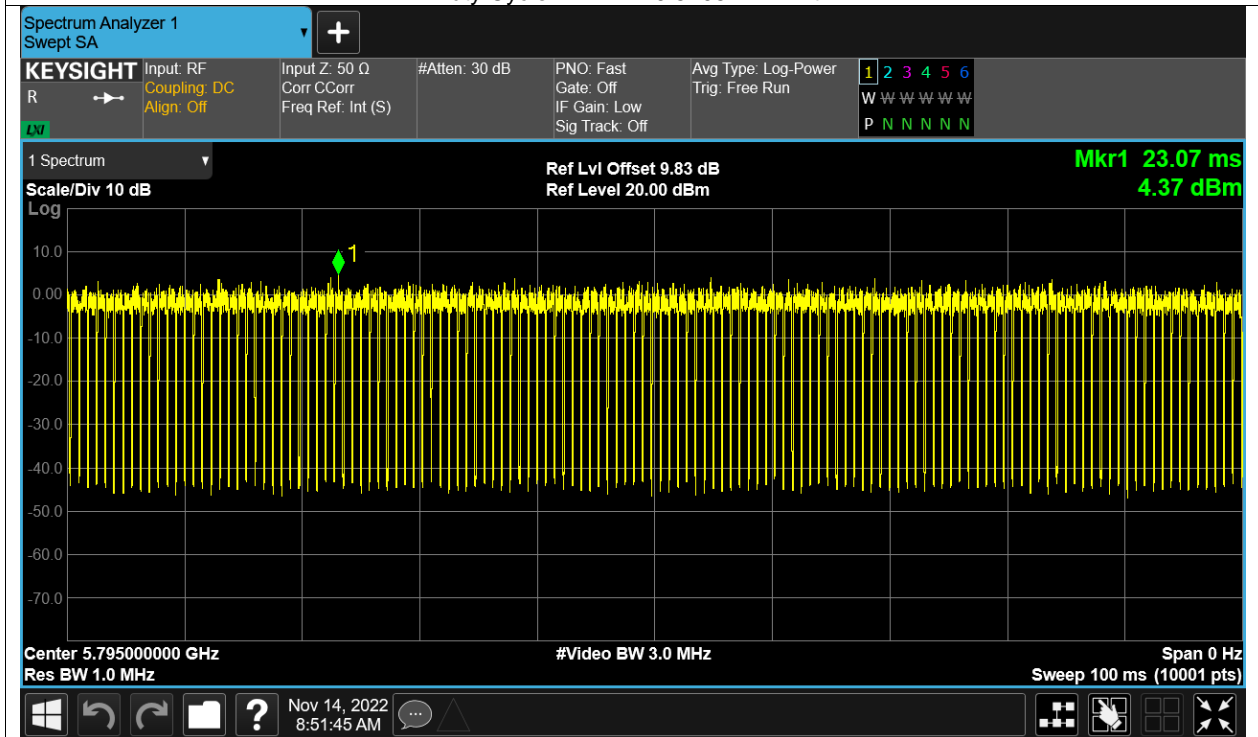 Spectrum Analyzer 1
Swept SA
KEYSIGHT Input: RF Input Z: 50 Ω #Atten: 30 dB PNO: Fast Avg Type: Log-Power 1 2 3 4 5 6
R Coupling: DC Corr CCorr Gate: Off Trig: Free Run W W W W W W
Align: Off Freq Ref: Int (S) IF Gain: Low
LXI Sig Track: Off P N N N N N
1 Spectrum Ref Lvl Offset 9.83 dB Mkr1 23.07 ms
Scale/Div 10 dB Ref Level 20.00 dBm 4.37 dBm
Log
1
10.0
0.00
-10.0
-20.0
-30.0
-40.0
-50.0
-60.0
-70.0
Center 5.795000000 GHz #Video BW 3.0 MHz Span 0 Hz
Res BW 1.0 MHz Sweep 100 ms (10001 pts)
? Nov 14, 2022
8:51:45 AM